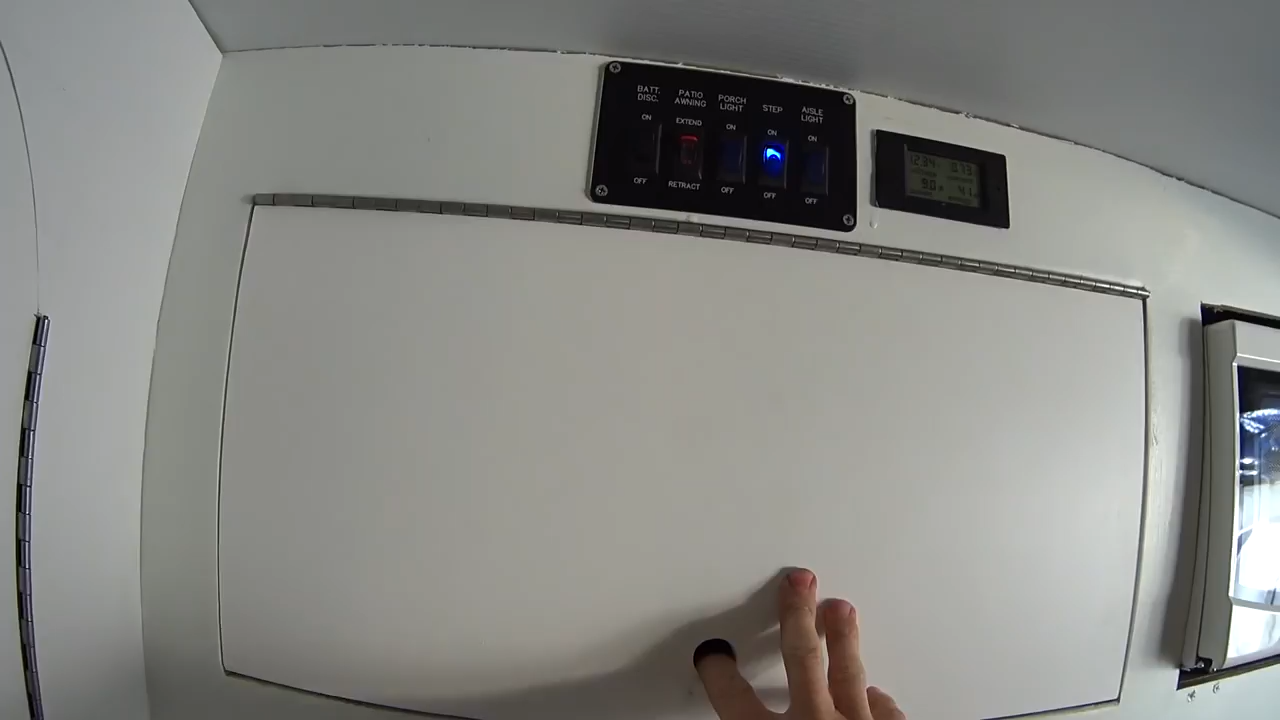 BATT. DISC.
PATIO AWNING
PORCH LIGHT
STEP
AISLE LIGHT
ON
EXTEND
ON
ON
ON
OFF
RETRACT
OFF
OFF
OFF